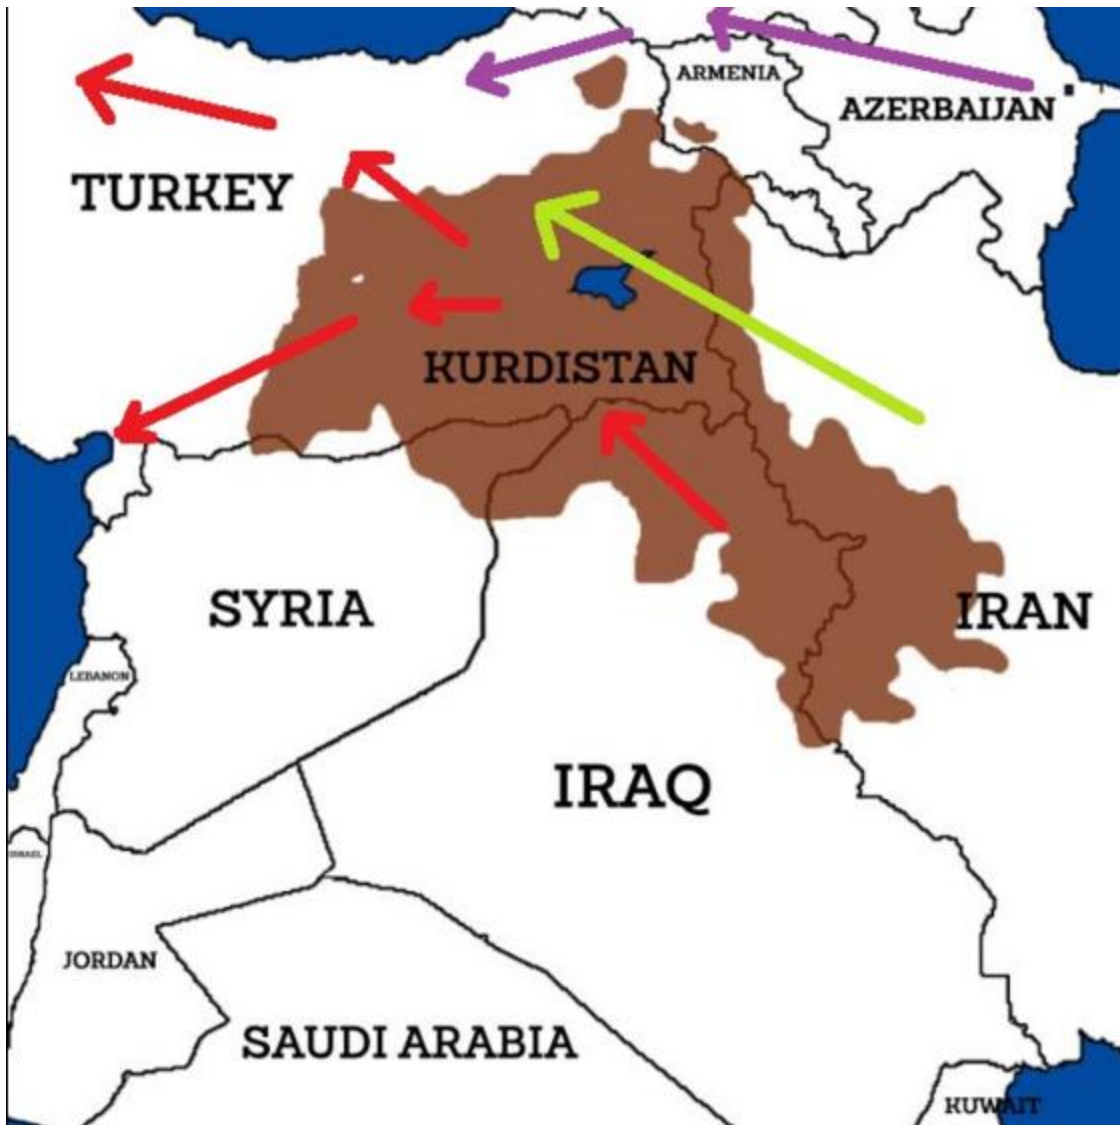 ARMENIA
AZERBAIJAN
TURKEY
KURDISTAN
SYRIA
IRAN
LEBANON
IRAQ
ISRAEL
JORDAN
SAUDI ARABIA
KUWAIT